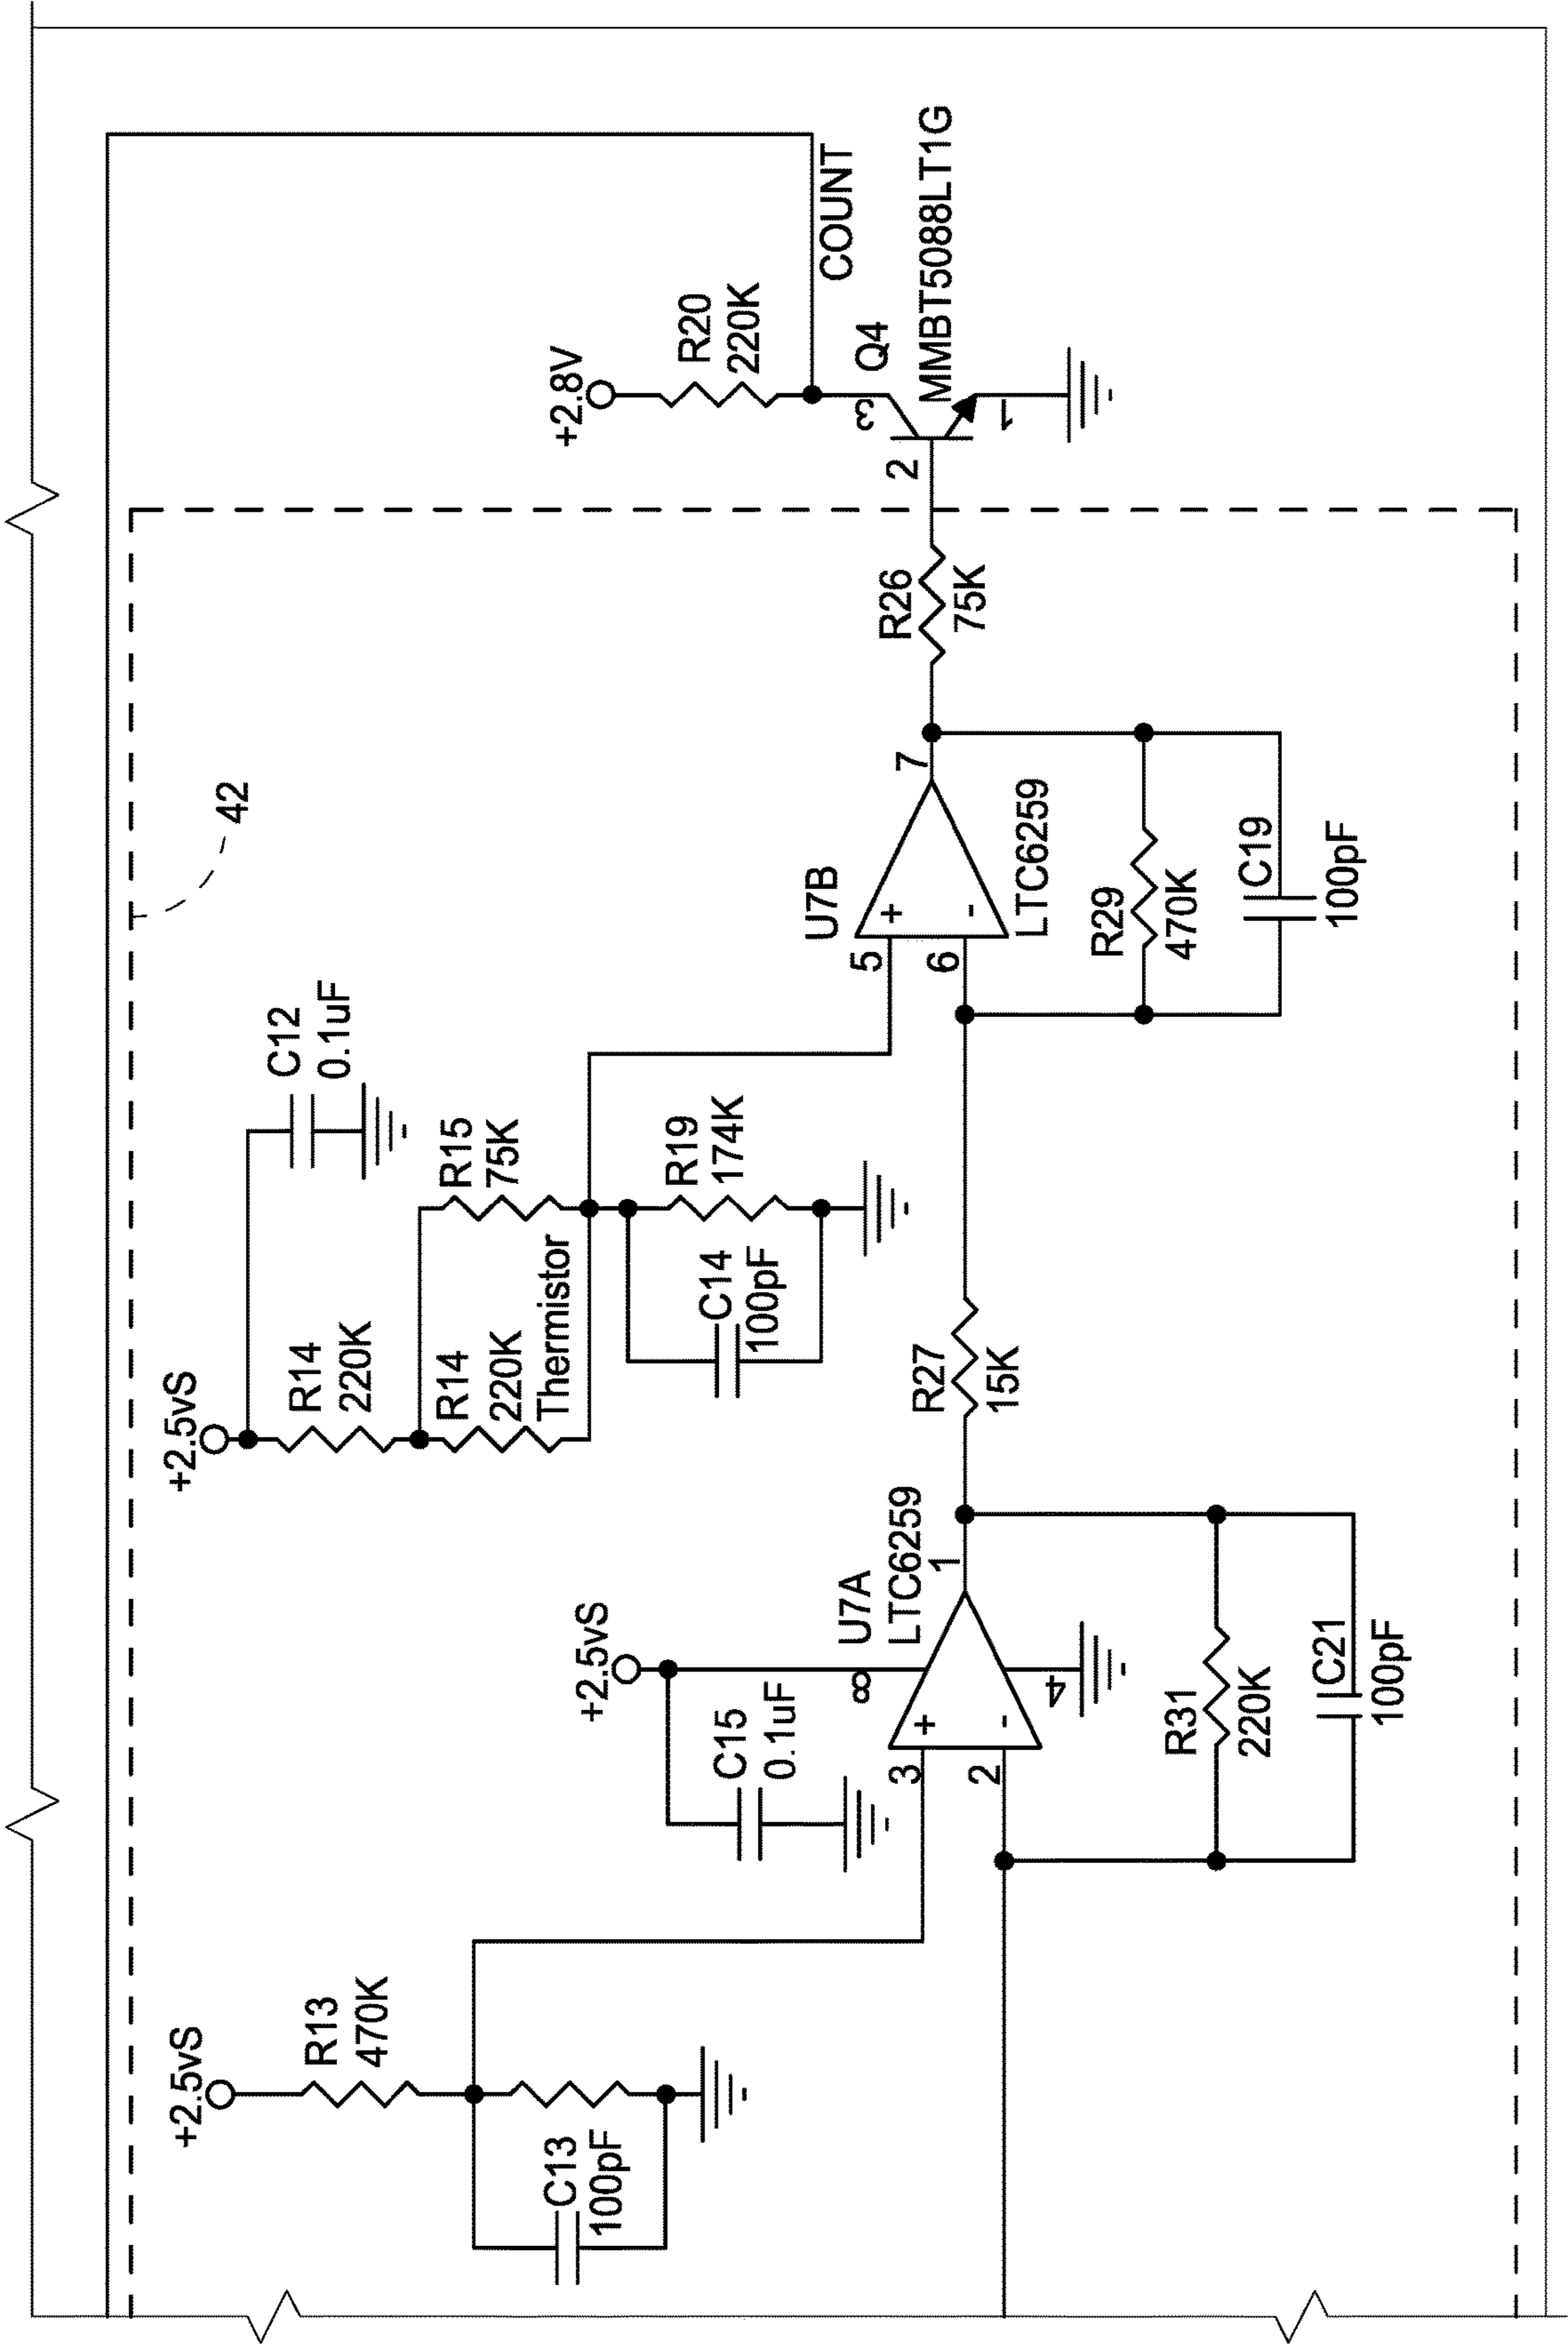 +2.5vS
R13
470K
C13
100pF
+2.5vS
C15
0.1uF
U7A
LTC6259
8
3
2
1
4
R31
220K
C21
100pF
+2.5vS
R14
220K
C12
0.1uF
R14
220K
Thermistor
R15
75K
C14
100pF
R19
174K
R27
15K
U7B
LTC6259
5
6
7
+
-
+
-
R29
470K
C19
100pF
42
R26
75K
+2.8V
R20
220K
COUNT
Q4
MMBT5088LT1G
2
3
1